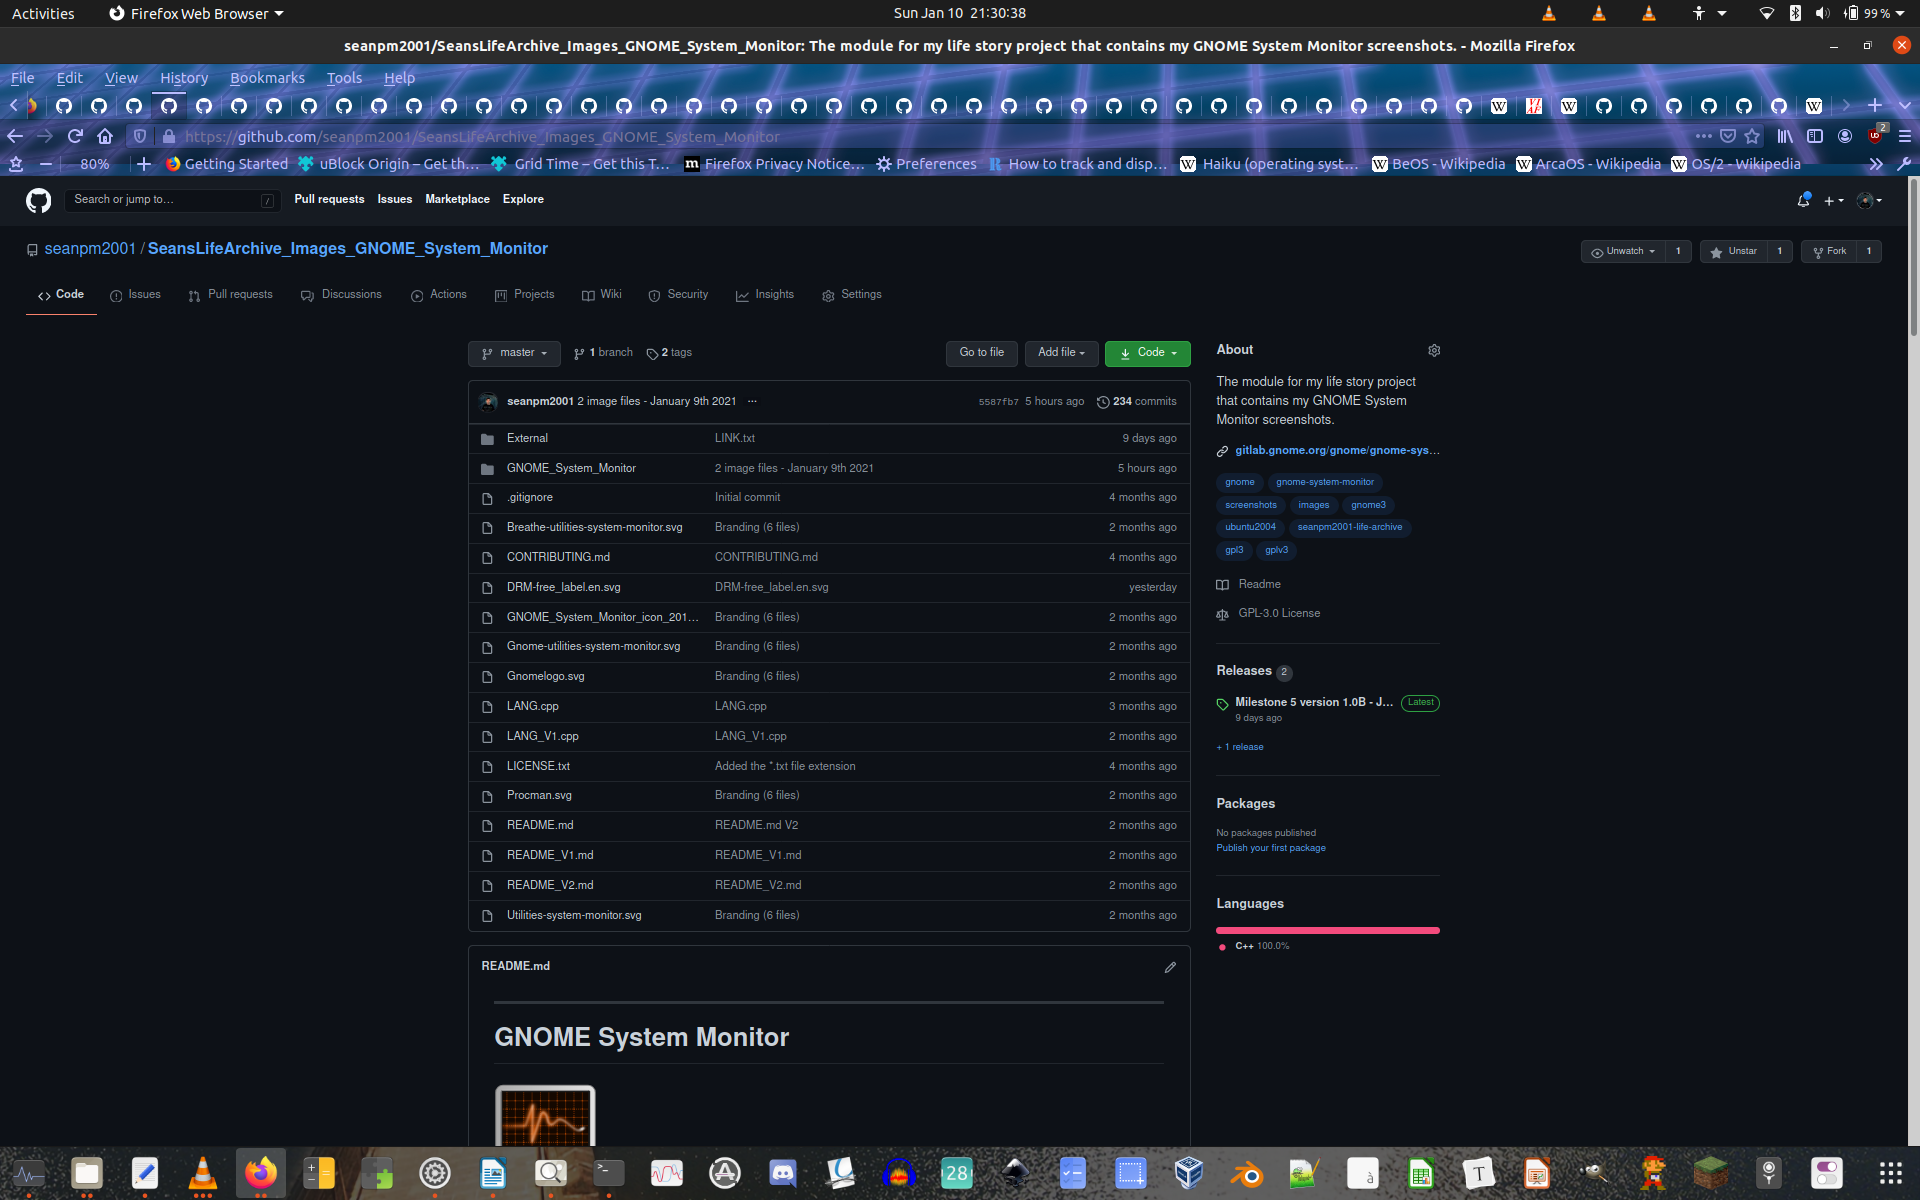 Activities Firefox Web Browser Sun Jan 10 21:30:38 99 %
seanpm2001/SeansLifeArchive_Images_GNOME_System_Monitor: The module for my life story project that contains my GNOME System Monitor screenshots. - Mozilla Firefox
File Edit View History Bookmarks Tools Help
https://github.com/seanpm2001/SeansLifeArchive_Images_GNOME_System_Monitor 2
80% Getting Started uBlock Origin – Get th… Grid Time – Get this T… Firefox Privacy Notice… Preferences How to track and disp… Haiku (operating syst… BeOS - Wikipedia ArcaOS - Wikipedia OS/2 - Wikipedia
Search or jump to… / Pull requests Issues Marketplace Explore
seanpm2001 / SeansLifeArchive_Images_GNOME_System_Monitor Unwatch 1 Unstar 1 Fork 1
Code Issues Pull requests Discussions Actions Projects Wiki Security Insights Settings
master 1 branch 2 tags Go to file Add file Code
seanpm2001 2 image files - January 9th 2021 ... 5587fb7 5 hours ago 234 commits
External LINK.txt 9 days ago
GNOME_System_Monitor 2 image files - January 9th 2021 5 hours ago
.gitignore Initial commit 4 months ago
Breathe-utilities-system-monitor.svg Branding (6 files) 2 months ago
CONTRIBUTING.md CONTRIBUTING.md 4 months ago
DRM-free_label.en.svg DRM-free_label.en.svg yesterday
GNOME_System_Monitor_icon_201… Branding (6 files) 2 months ago
Gnome-utilities-system-monitor.svg Branding (6 files) 2 months ago
Gnomelogo.svg Branding (6 files) 2 months ago
LANG.cpp LANG.cpp 3 months ago
LANG_V1.cpp LANG_V1.cpp 2 months ago
LICENSE.txt Added the *.txt file extension 4 months ago
Procman.svg Branding (6 files) 2 months ago
README.md README.md V2 2 months ago
README_V1.md README_V1.md 2 months ago
README_V2.md README_V2.md 2 months ago
Utilities-system-monitor.svg Branding (6 files) 2 months ago
README.md
GNOME System Monitor
About
The module for my life story project
that contains my GNOME System
Monitor screenshots.
gitlab.gnome.org/gnome/gnome-sys…
gnome gnome-system-monitor
screenshots images gnome3
ubuntu2004 seanpm2001-life-archive
gpl3 gplv3
Readme
GPL-3.0 License
Releases 2
Milestone 5 version 1.0B - J… Latest
9 days ago
+ 1 release
Packages
No packages published
Publish your first package
Languages
C++ 100.0%
28